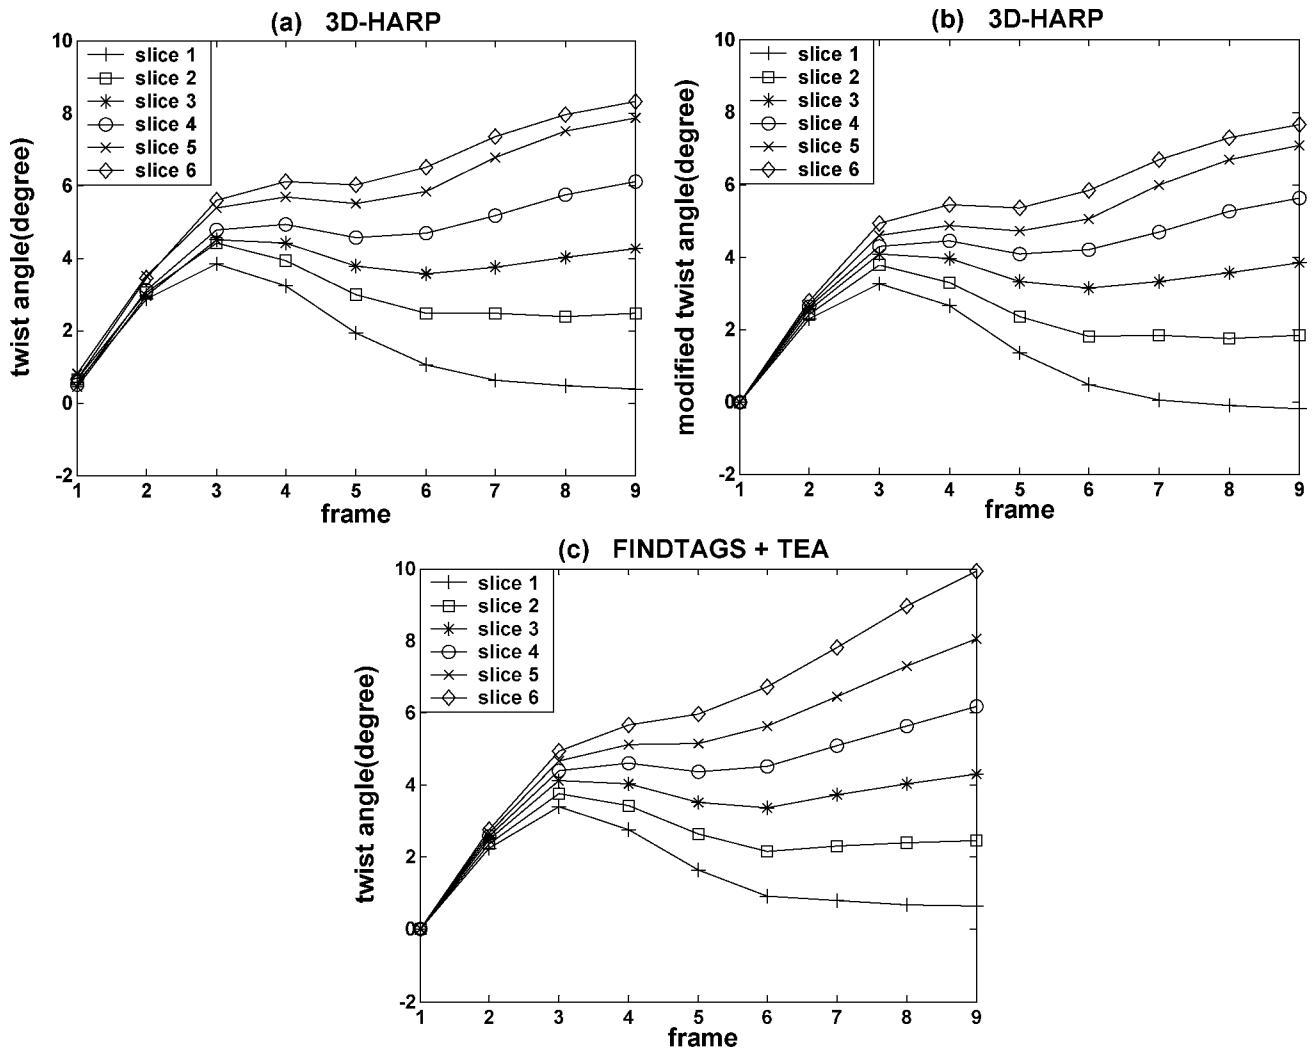 (a) 3D-HARP
10
8
6
4
2
0
-2
twist angle(degree)
slice 1
slice 2
slice 3
slice 4
slice 5
slice 6
1 2 3 4 5 6 7 8 9
frame
(b) 3D-HARP
10
8
6
4
2
0
-2
modified twist angle(degree)
slice 1
slice 2
slice 3
slice 4
slice 5
slice 6
1 2 3 4 5 6 7 8 9
frame
(c) FINDTAGS + TEA
10
8
6
4
2
0
-2
twist angle(degree)
slice 1
slice 2
slice 3
slice 4
slice 5
slice 6
1 2 3 4 5 6 7 8 9
frame